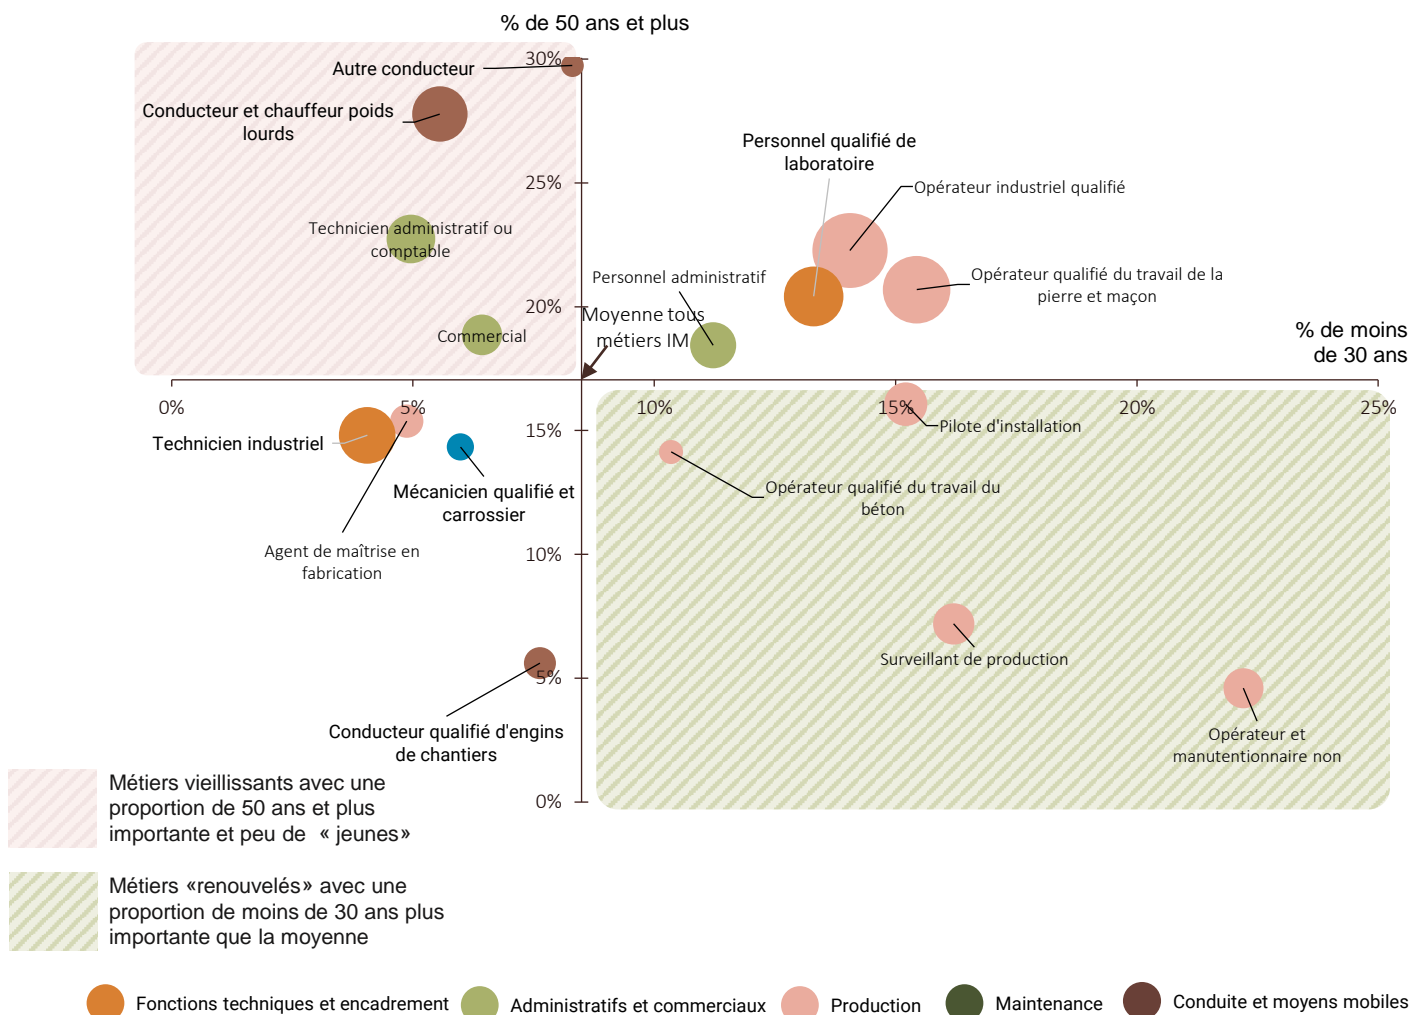 % de 50 ans et plus
30%
Autre conducteur
Conducteur et chauffeur poids
lourds
Personnel qualifié de
laboratoire
25%
Opérateur industriel qualifié
Technicien administratif ou
comptable
Personnel administratif
Opérateur qualifié du travail de la
pierre et maçon
20%
Moyenne tous
métiers IM
Commercial
% de moins
de 30 ans
0%
5%
10%
15%
20%
25%
Pilote d'installation
15%
Technicien industriel
Mécanicien qualifié et
carrossier
Opérateur qualifié du travail du
béton
Agent de maîtrise en
fabrication
10%
Surveillant de production
5%
Conducteur qualifié d'engins
de chantiers
Opérateur et
manutentionnaire non
0%
Métiers vieillissants avec une
proportion de 50 ans et plus
importante et peu de « jeunes»
Métiers «renouvelés» avec une
proportion de moins de 30 ans plus
importante que la moyenne
Fonctions techniques et encadrement
Administratifs et commerciaux
Production
Maintenance
Conduite et moyens mobiles